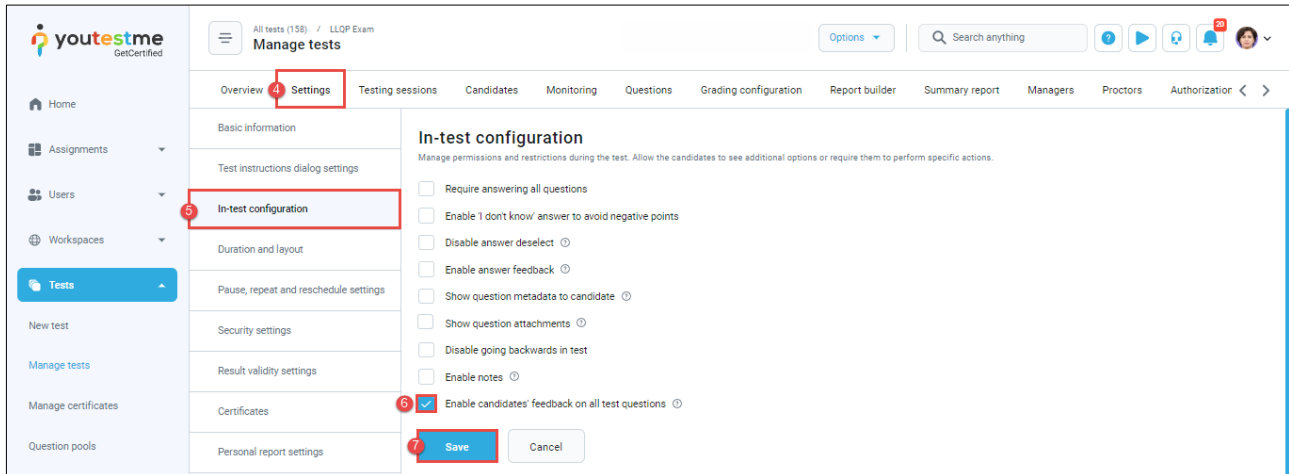 youtestme
GetCertified
All tests (158) / LLQP Exam
Manage tests
Options
Search anything
?
20
Home
Assignments
Users
Workspaces
Tests
New test
Manage tests
Manage certificates
Question pools
Overview 4 Settings Testing sessions Candidates Monitoring Questions Grading configuration Report builder Summary report Managers Proctors Authorization
Basic information
Test instructions dialog settings
5 In-test configuration
Duration and layout
Pause, repeat and reschedule settings
Security settings
Result validity settings
Certificates
Personal report settings
In-test configuration
Manage permissions and restrictions during the test. Allow the candidates to see additional options or require them to perform specific actions.
Require answering all questions
Enable 'I don't know' answer to avoid negative points
Disable answer deselect ?
Enable answer feedback ?
Show question metadata to candidate ?
Show question attachments ?
Disable going backwards in test
Enable notes ?
6 Enable candidates' feedback on all test questions ?
7 Save Cancel